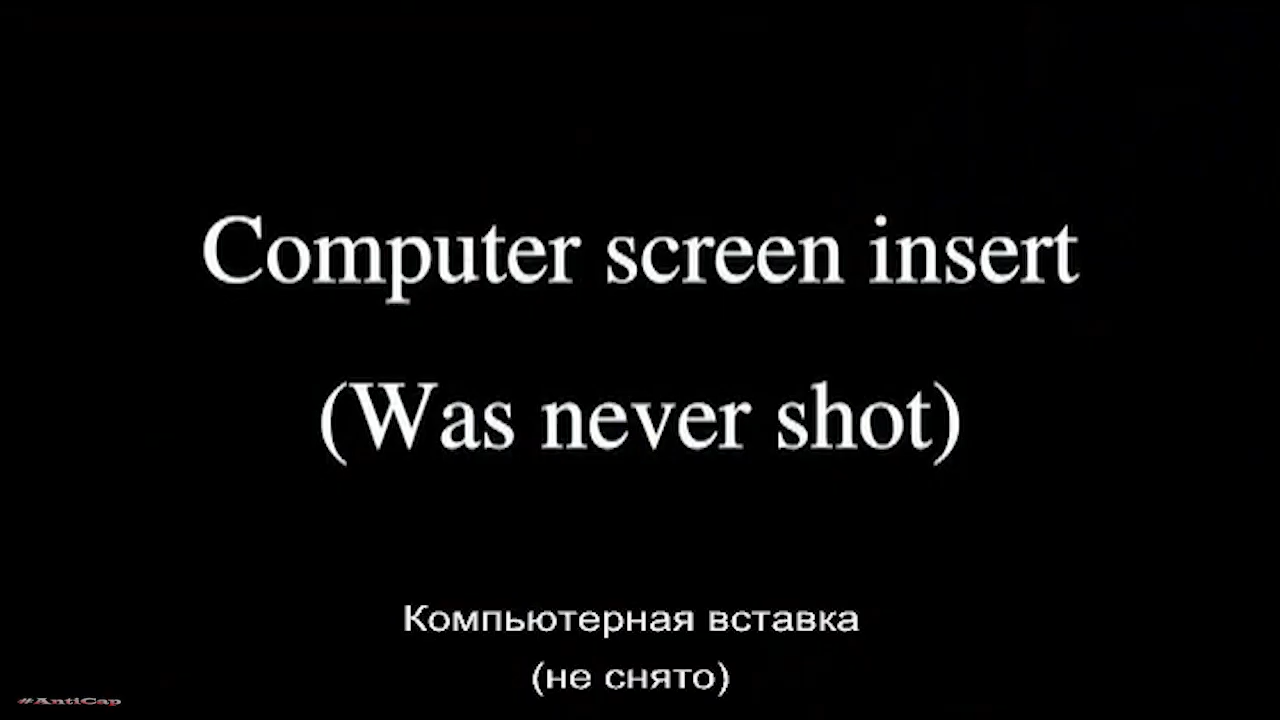 Computer screen insert
(Was never shot)
Компьютерная вставка
(не снято)
#AntiCap